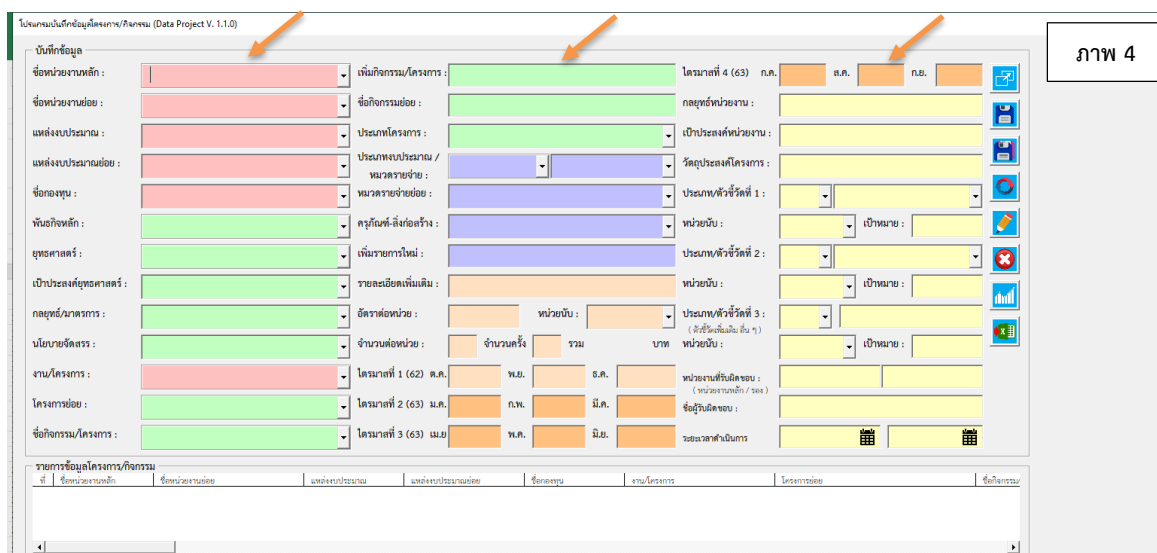 โปรแกรมบันทึกข้อมูลโครงการ/กิจกรรม (Data Project V. 1.1.0)
ภาพ 4
บันทึกข้อมูล
ชื่อหน่วยงานหลัก : เพิ่มกิจกรรม/โครงการ : ไตรมาสที่ 4 (63) ก.ค. ส.ค. ก.ย.
ชื่อหน่วยงานย่อย : ชื่อกิจกรรมย่อย : กลยุทธ์หน่วยงาน :
แหล่งงบประมาณ : ประเภทโครงการ : เป้าประสงค์หน่วยงาน :
แหล่งงบประมาณย่อย : ประเภทงบประมาณ / วัตถุประสงค์โครงการ :
หมวดรายจ่าย :
ชื่อกองทุน : หมวดรายจ่ายย่อย : ประเภท/ตัวชี้วัดที่ 1 :
พันธกิจหลัก : ครุภัณฑ์-สิ่งก่อสร้าง : หน่วยนับ : เป้าหมาย :
ยุทธศาสตร์ : เพิ่มรายการใหม่ : ประเภท/ตัวชี้วัดที่ 2 :
เป้าประสงค์ยุทธศาสตร์ : รายละเอียดเพิ่มเติม : หน่วยนับ : เป้าหมาย :
กลยุทธ์/มาตรการ : อัตราต่อหน่วย : หน่วยนับ : ประเภท/ตัวชี้วัดที่ 3 :
( ตัวชี้วัดเพิ่มเติม อื่น ๆ )
นโยบายจัดสรร : จำนวนต่อหน่วย : จำนวนครั้ง รวม บาท หน่วยนับ : เป้าหมาย :
งาน/โครงการ : ไตรมาสที่ 1 (62) ต.ค. พ.ย. ธ.ค. หน่วยงานที่รับผิดชอบ :
( หน่วยงานหลัก / รอง )
โครงการย่อย : ไตรมาสที่ 2 (63) ม.ค. ก.พ. มี.ค. ชื่อผู้รับผิดชอบ :
ชื่อกิจกรรม/โครงการ : ไตรมาสที่ 3 (63) เม.ย พ.ค. มิ.ย. ระยะเวลาดำเนินการ
รายการข้อมูลโครงการ/กิจกรรม
ที่ ชื่อหน่วยงานหลัก ชื่อหน่วยงานย่อย แหล่งงบประมาณ แหล่งงบประมาณย่อย ชื่อกองทุน งาน/โครงการ โครงการย่อย ชื่อกิจกรรม/